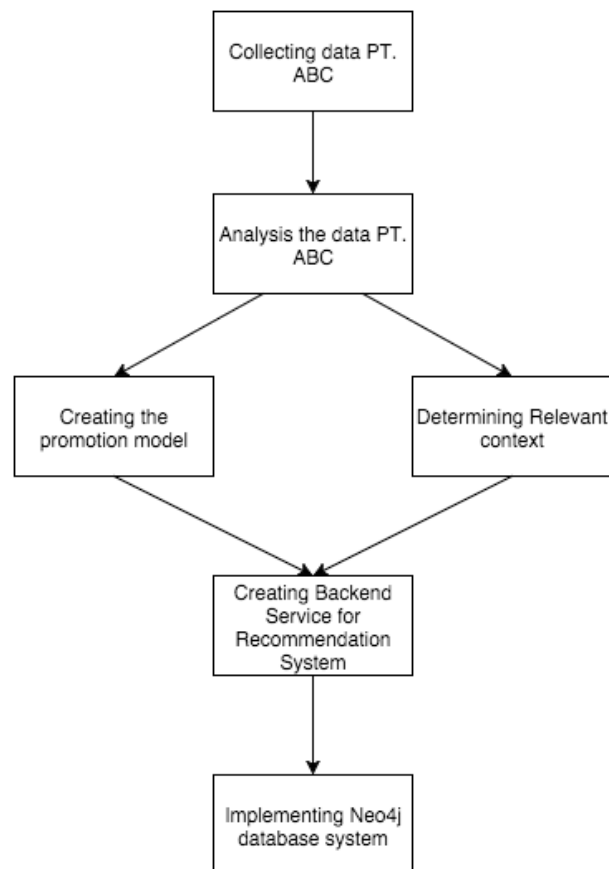 Collecting data PT.
ABC
Analysis the data PT.
ABC
Creating the
promotion model
Determining Relevant
context
Creating Backend
Service for
Recommendation
System
Implementing Neo4j
database system